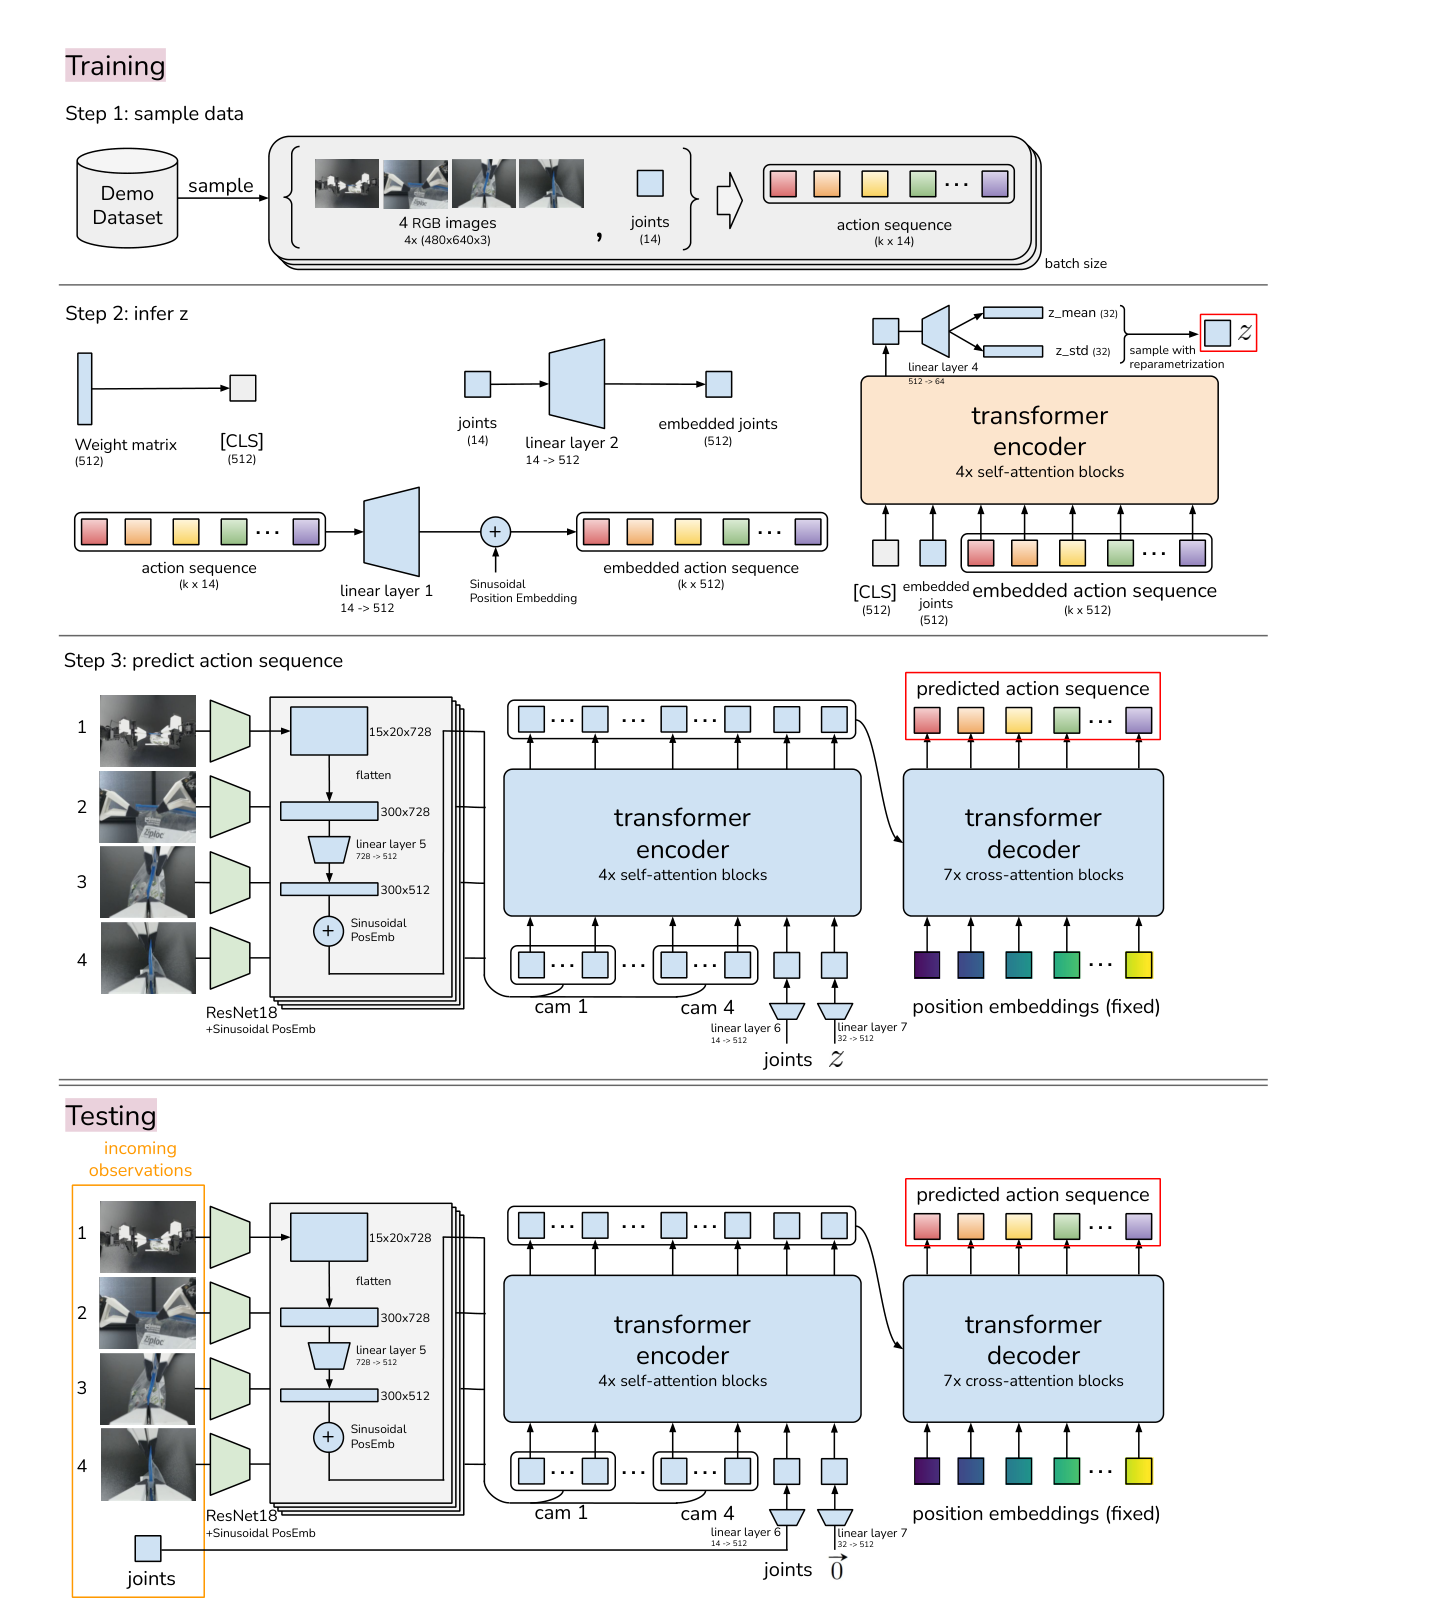 Training
Step 1: sample data
Demo
Dataset
sample
4 RGB images
4x (480x640x3)
,
joints
(14)
action sequence
(k x 14)
batch size
Step 2: infer z
Weight matrix
(512)
[CLS]
(512)
joints
(14)
linear layer 2
14 -> 512
embedded joints
(512)
action sequence
(k x 14)
linear layer 1
14 -> 512
+
Sinusoidal
Position Embedding
embedded action sequence
(k x 512)
linear layer 4
512 -> 64
z_mean (32)
z_std (32)
sample with
reparametrization
z
transformer
encoder
4x self-attention blocks
[CLS]
(512)
embedded
joints
(512)
embedded action sequence
(k x 512)
Step 3: predict action sequence
1
2
3
4
Ziploc
ResNet18
+Sinusoidal PosEmb
15x20x728
flatten
300x728
linear layer 5
728 -> 512
300x512
+
Sinusoidal
PosEmb
transformer
encoder
4x self-attention blocks
cam 1
cam 4
linear layer 6
14 -> 512
linear layer 7
32 -> 512
joints
z
predicted action sequence
transformer
decoder
7x cross-attention blocks
position embeddings (fixed)
Testing
incoming
observations
1
2
3
4
Ziploc
joints
ResNet18
+Sinusoidal PosEmb
15x20x728
flatten
300x728
linear layer 5
728 -> 512
300x512
+
Sinusoidal
PosEmb
transformer
encoder
4x self-attention blocks
cam 1
cam 4
linear layer 6
14 -> 512
linear layer 7
32 -> 512
joints
0
predicted action sequence
transformer
decoder
7x cross-attention blocks
position embeddings (fixed)